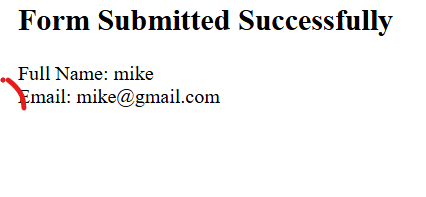 Form Submitted Successfully
Full Name: mike
Email: mike@gmail.com